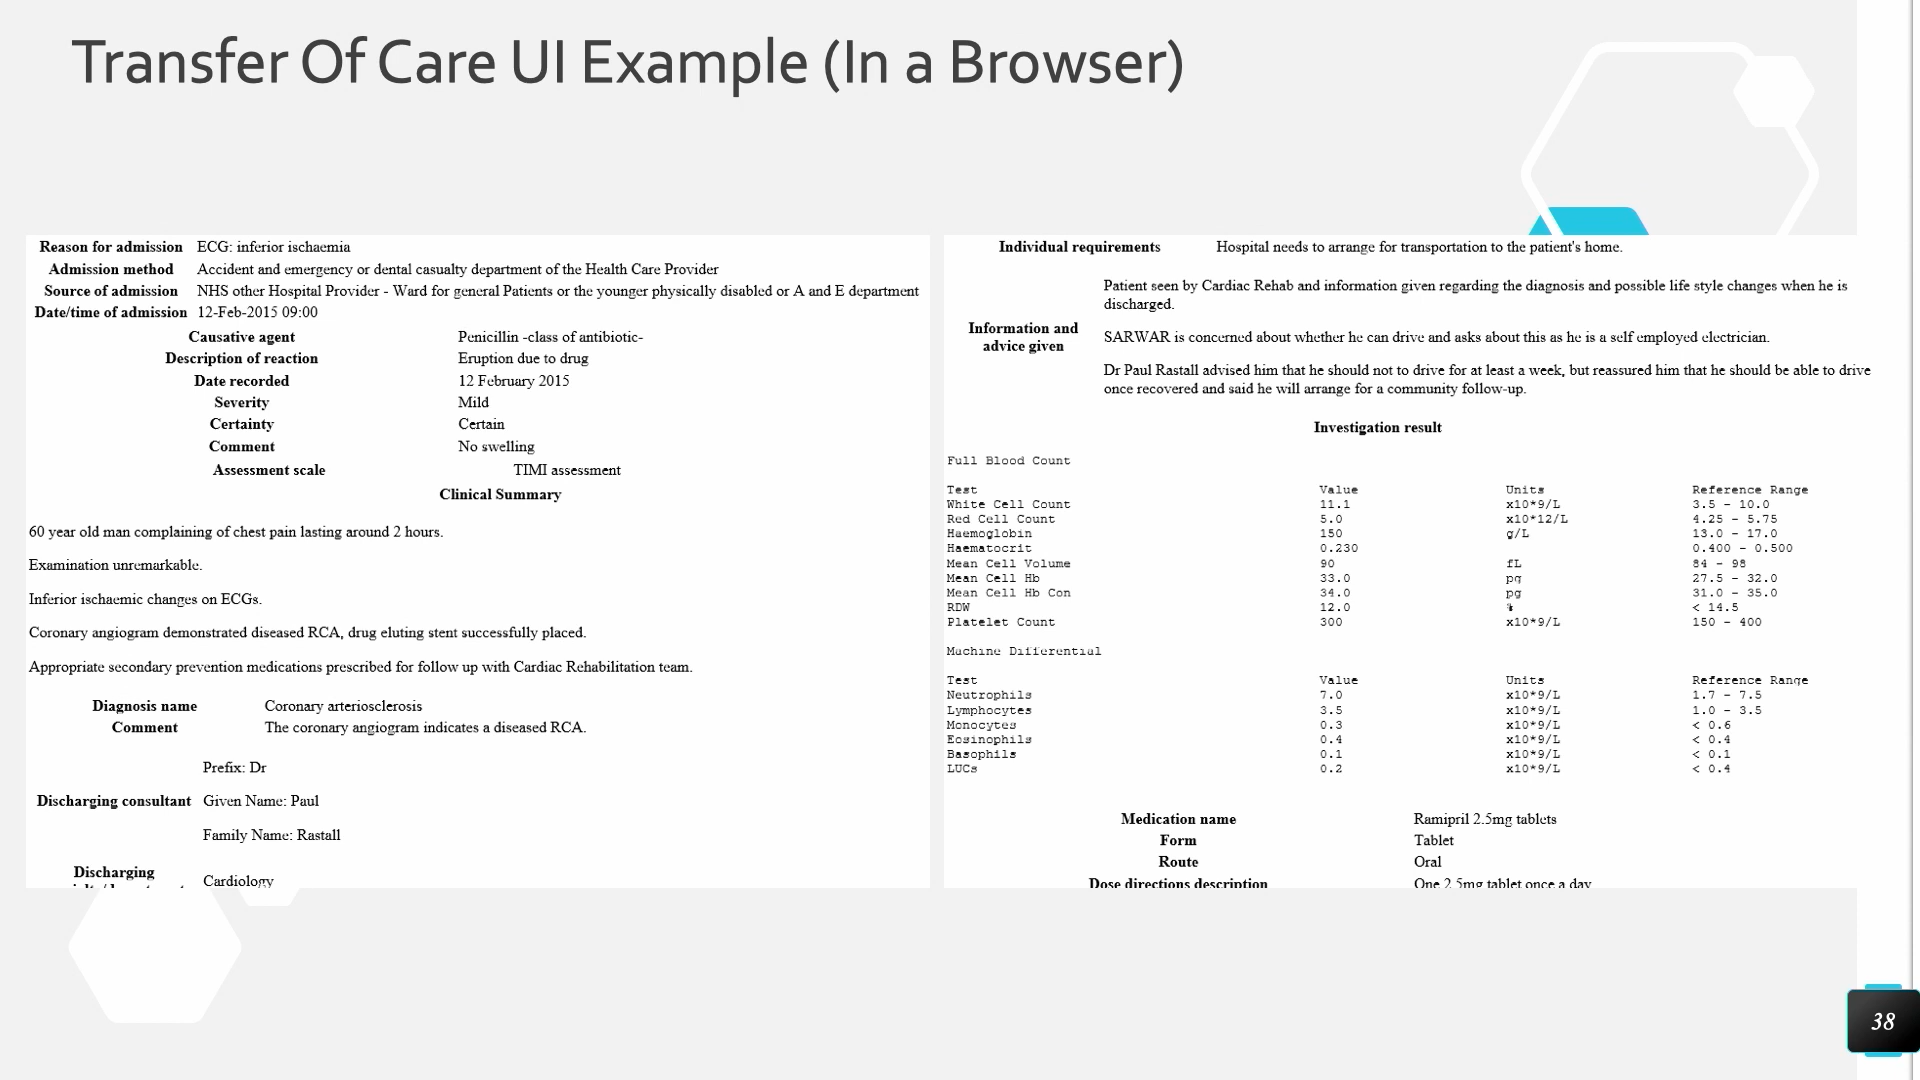 Transfer Of Care UI Example (In a Browser)
Reason for admission ECG: inferior ischaemia
Admission method Accident and emergency or dental casualty department of the Health Care Provider
Source of admission NHS other Hospital Provider - Ward for general Patients or the younger physically disabled or A and E department
Date/time of admission 12-Feb-2015 09:00
Causative agent Penicillin -class of antibiotic-
Description of reaction Eruption due to drug
Date recorded 12 February 2015
Severity Mild
Certainty Certain
Comment No swelling
Assessment scale TIMI assessment
Clinical Summary
60 year old man complaining of chest pain lasting around 2 hours.
Examination unremarkable.
Inferior ischaemic changes on ECGs.
Coronary angiogram demonstrated diseased RCA, drug eluting stent successfully placed.
Appropriate secondary prevention medications prescribed for follow up with Cardiac Rehabilitation team.
Diagnosis name Coronary arteriosclerosis
Comment The coronary angiogram indicates a diseased RCA.
Prefix: Dr
Discharging consultant Given Name: Paul
Family Name: Rastall
Discharging
Cardiology
Individual requirements Hospital needs to arrange for transportation to the patient's home.
Patient seen by Cardiac Rehab and information given regarding the diagnosis and possible life style changes when he is
discharged.
Information and
advice given
SARWAR is concerned about whether he can drive and asks about this as he is a self employed electrician.
Dr Paul Rastall advised him that he should not to drive for at least a week, but reassured him that he should be able to drive
once recovered and said he will arrange for a community follow-up.
Investigation result
Full Blood Count
Test Value Units Reference Range
White Cell Count 11.1 x10*9/L 3.5 - 10.0
Red Cell Count 5.0 x10*12/L 4.25 - 5.75
Haemoglobin 150 g/L 13.0 - 17.0
Haematocrit 0.230 0.400 - 0.500
Mean Cell Volume 90 fL 84 - 98
Mean Cell Hb 33.0 pg 27.5 - 32.0
Mean Cell Hb Con 34.0 pg 31.0 - 35.0
RDW 12.0 % < 14.5
Platelet Count 300 x10*9/L 150 - 400
Machine Differential
Test Value Units Reference Range
Neutrophils 7.0 x10*9/L 1.7 - 7.5
Lymphocytes 3.5 x10*9/L 1.0 - 3.5
Monocytes 0.3 x10*9/L < 0.6
Eosinophils 0.4 x10*9/L < 0.4
Basophils 0.1 x10*9/L < 0.1
LUCs 0.2 x10*9/L < 0.4
Medication name Ramipril 2.5mg tablets
Form Tablet
Route Oral
Dose directions description One 2.5mg tablet once a day
38